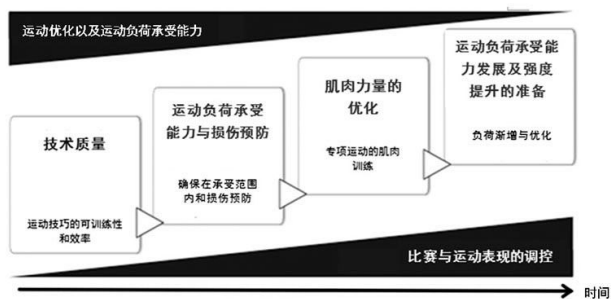 运动优化以及运动负荷承受能力
技术质量
运动技巧的可训练性
和效率
运动负荷承受
能力与损伤预防
确保在承受范围
内和损伤预防
肌肉力量的
优化
专项运动的肌肉
训练
运动负荷承受能
力发展及强度
提升的准备
负荷渐增与优化
比赛与运动表现的调控
时间